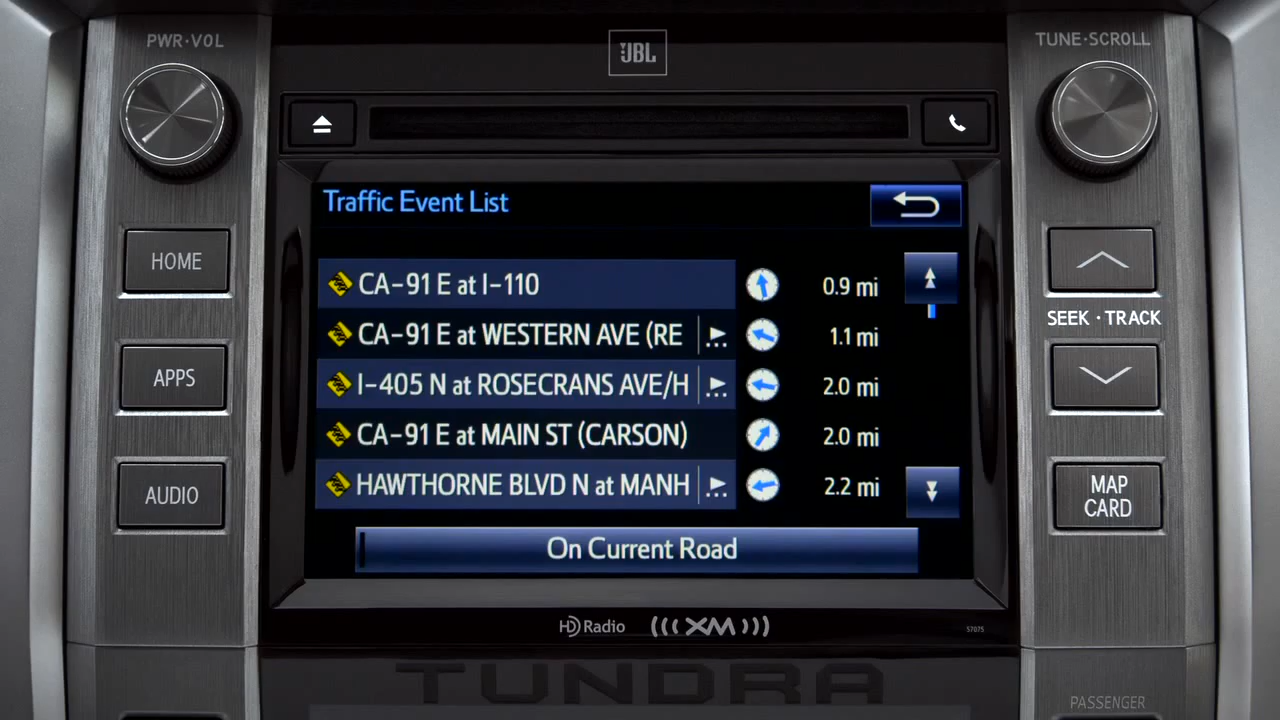 PWR·VOL
JBL
TUNE·SCROLL
Traffic Event List
CA-91 E at I-110 0.9 mi
CA-91 E at WESTERN AVE (RE 1.1 mi
I-405 N at ROSECRANS AVE/H 2.0 mi
CA-91 E at MAIN ST (CARSON) 2.0 mi
HAWTHORNE BLVD N at MANH 2.2 mi
On Current Road
HOME
APPS
AUDIO
SEEK · TRACK
MAP
CARD
HD Radio
((( XM )))
57075
TUNDRA
PASSENGER